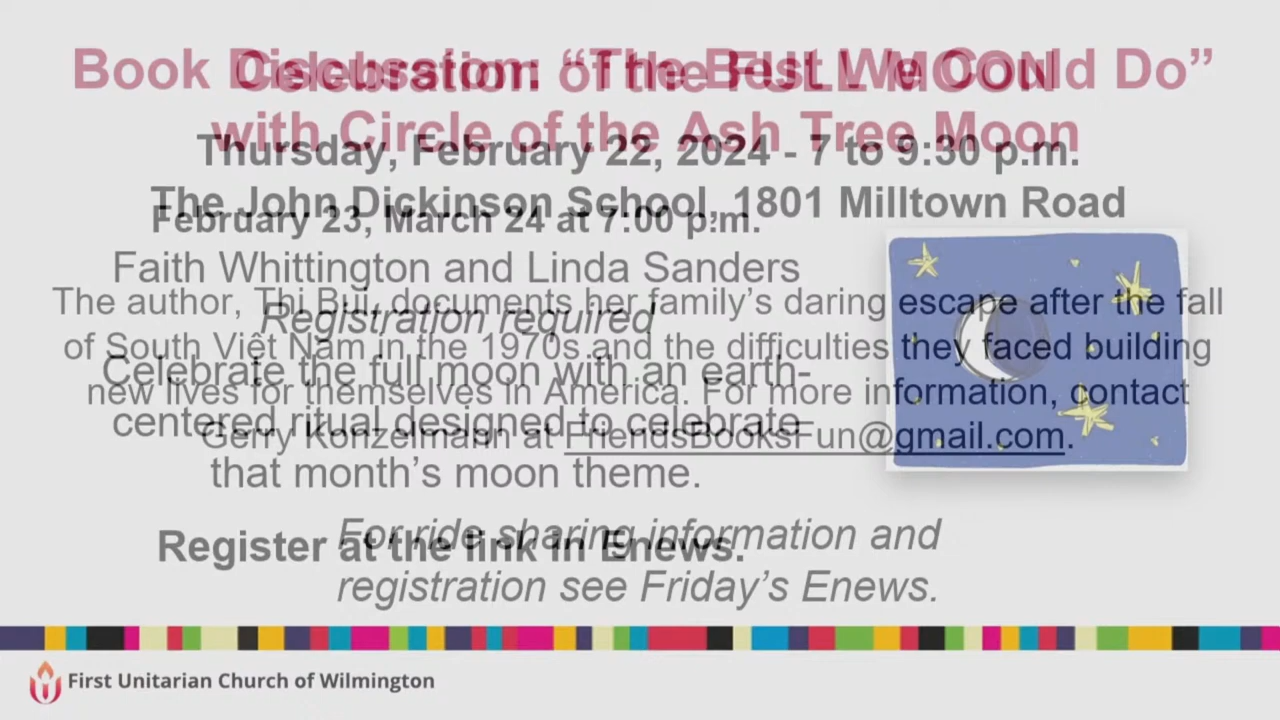 Book Discussion: “The Best We Could Do”
Thursday, February 22, 2024 - 7 to 9:30 p.m.
The John Dickinson School, 1801 Milltown Road
The author, Thi Bui, documents her family’s daring escape after the fall
of South Việt Nam in the 1970s and the difficulties they faced building
new lives for themselves in America. For more information, contact
Gerry Konzelmann at FriendsBooksFun@gmail.com.
For ride sharing information and
registration see Friday’s Enews.
Celebration of the FULL MOON
with Circle of the Ash Tree Moon
February 23, March 24 at 7:00 p.m.
Faith Whittington and Linda Sanders
Registration required
Celebrate the full moon with an earth-
centered ritual designed to celebrate
that month’s moon theme.
Register at the link in Enews.
First Unitarian Church of Wilmington